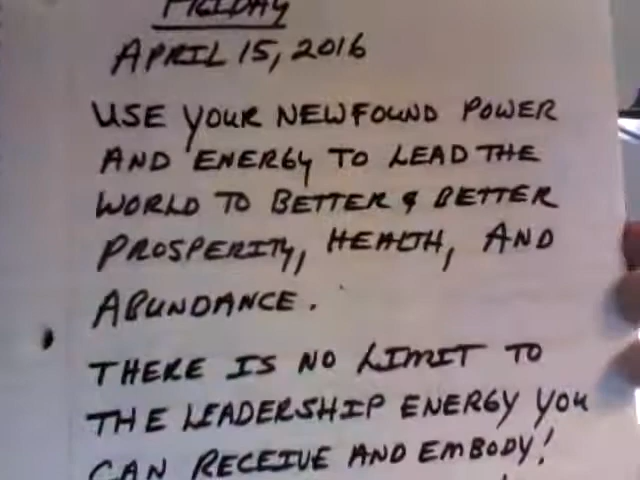 FRIDAY
APRIL 15, 2016
USE YOUR NEWFOUND POWER
AND ENERGY TO LEAD THE
WORLD TO BETTER & BETTER
PROSPERITY, HEALTH, AND
ABUNDANCE.
THERE IS NO LIMIT TO
THE LEADERSHIP ENERGY YOU
CAN RECEIVE AND EMBODY!